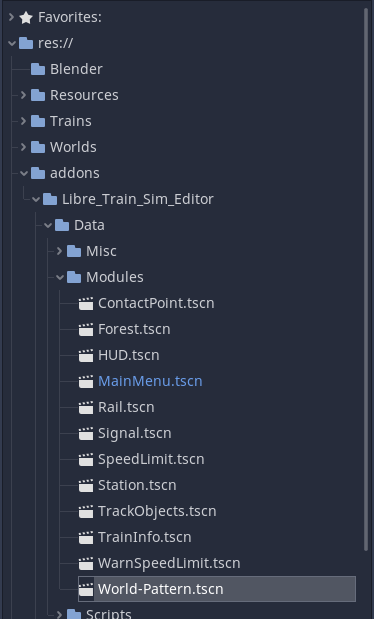 Favorites:
res://
Blender
Resources
Trains
Worlds
addons
Libre_Train_Sim_Editor
Data
Misc
Modules
ContactPoint.tscn
Forest.tscn
HUD.tscn
MainMenu.tscn
Rail.tscn
Signal.tscn
SpeedLimit.tscn
Station.tscn
TrackObjects.tscn
TrainInfo.tscn
WarnSpeedLimit.tscn
World-Pattern.tscn
Scripts